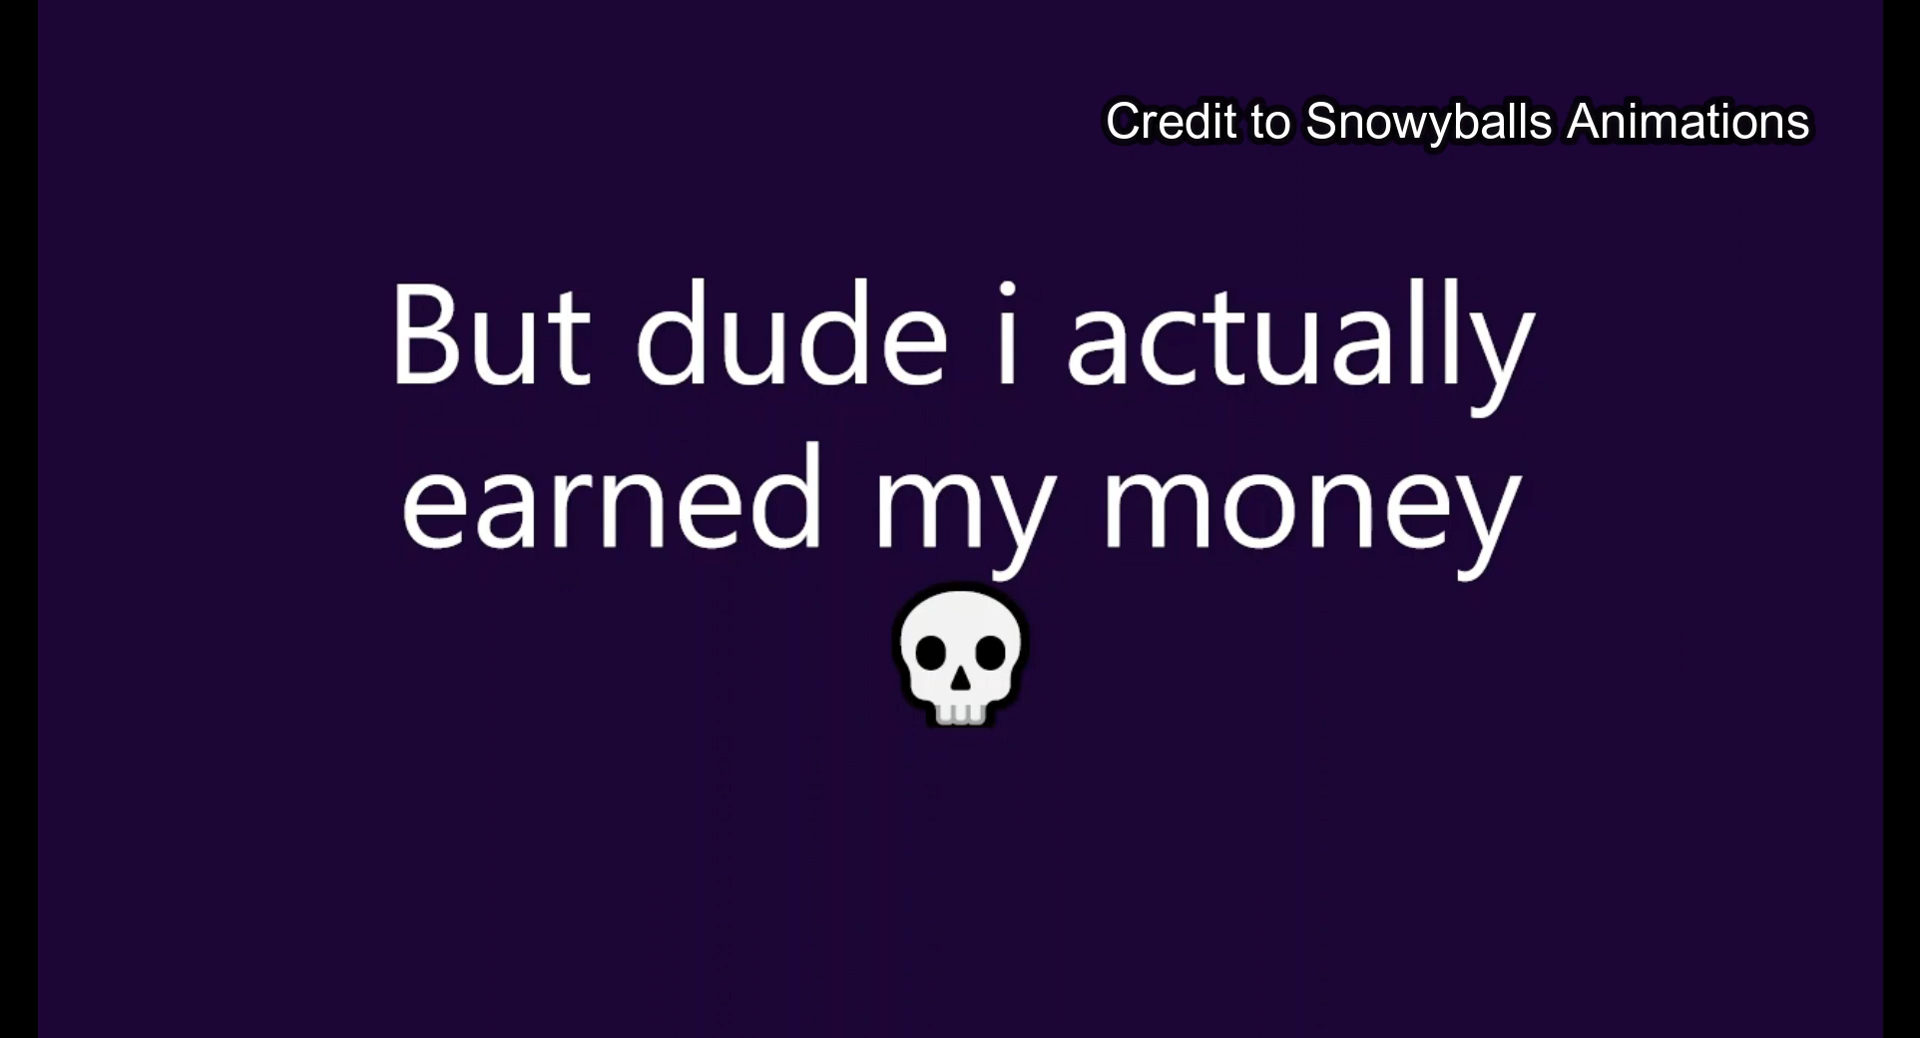 Credit to Snowyballs Animations
But dude i actually
earned my money
💀